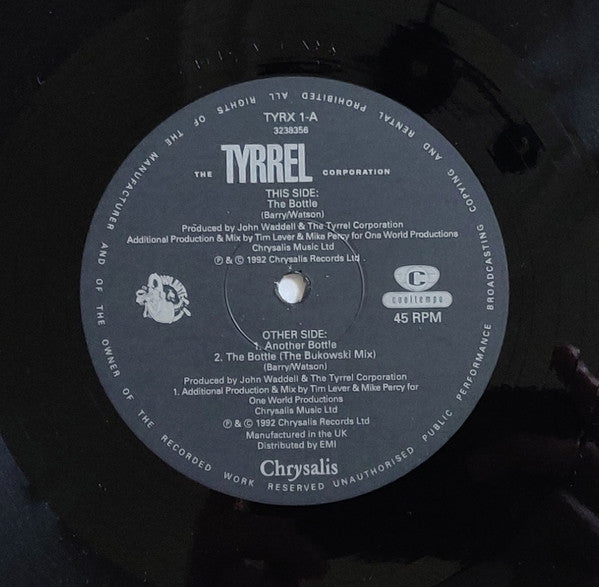 TYRX 1-A
3238356
THE TYRREL CORPORATION
THIS SIDE:
The Bottle
(Barry/Watson)
Produced by John Waddell & The Tyrrel Corporation
Additional Production & Mix by Tim Lever & Mike Percy for One World Productions
Chrysalis Music Ltd
℗ & © 1992 Chrysalis Records Ltd
C
cooltempo
45 RPM
OTHER SIDE:
1. Another Bottle
2. The Bottle (The Bukowski Mix)
(Barry/Watson)
Produced by John Waddell & The Tyrrel Corporation
1. Additional Production & Mix by Tim Lever & Mike Percy for
One World Productions
Chrysalis Music Ltd
℗ & © 1992 Chrysalis Records Ltd
Manufactured in the UK
Distributed by EMI
Chrysalis
ALL RIGHTS OF THE MANUFACTURER AND OF THE OWNER OF THE RECORDED WORK RESERVED UNAUTHORISED PUBLIC PERFORMANCE BROADCASTING COPYING AND RENTAL PROHIBITED